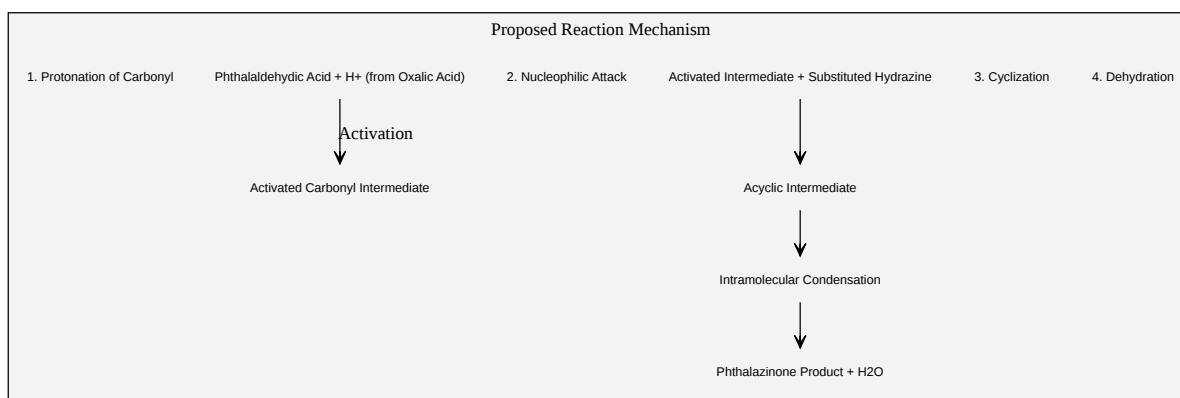 Proposed Reaction Mechanism
1. Protonation of Carbonyl
Phthalaldehydic Acid + H+ (from Oxalic Acid)
2. Nucleophilic Attack
Activated Intermediate + Substituted Hydrazine
3. Cyclization
4. Dehydration
Activation
Activated Carbonyl Intermediate
Acyclic Intermediate
Intramolecular Condensation
Phthalazinone Product + H2O